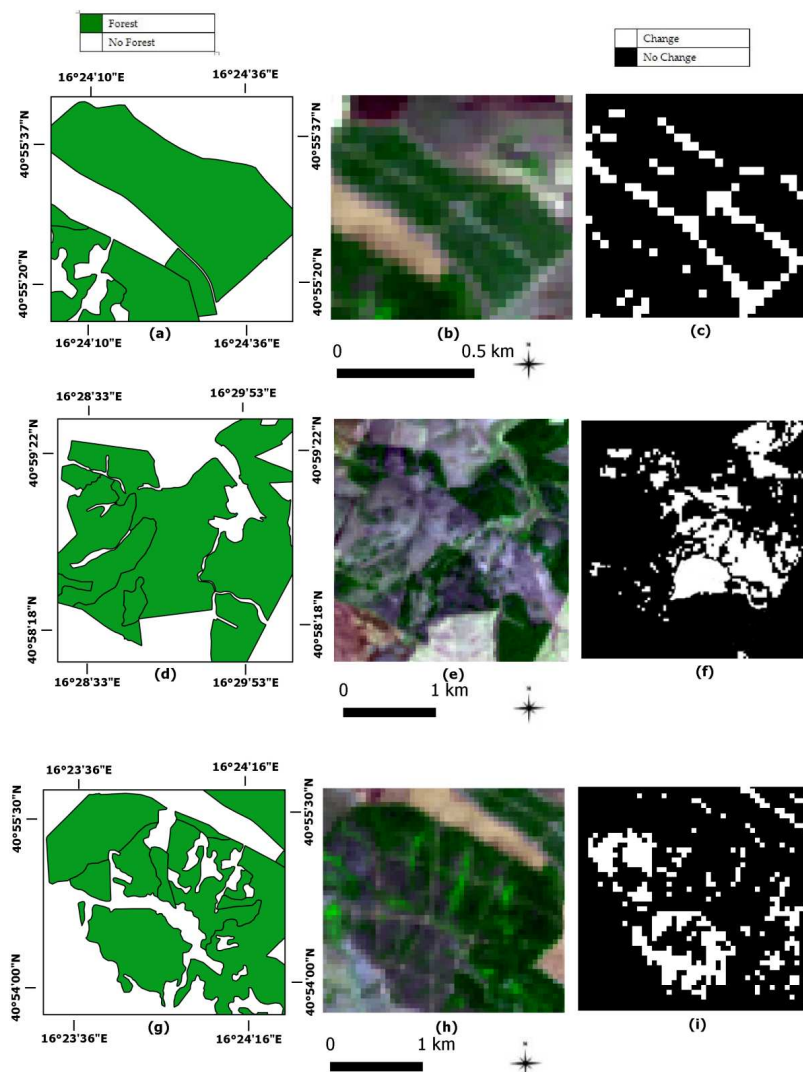 Forest
No Forest
Change
No Change
16°24'10"E
16°24'36"E
40°55'37"N
40°55'20"N
40°55'37"N
40°55'20"N
(a)
(b)
(c)
16°24'10"E
16°24'36"E
0
0.5 km
N
16°28'33"E
16°29'53"E
40°59'22"N
40°58'18"N
40°59'22"N
40°58'18"N
(d)
(e)
(f)
16°28'33"E
16°29'53"E
0
1 km
N
16°23'36"E
16°24'16"E
40°55'30"N
40°54'00"N
40°55'30"N
40°54'00"N
(g)
(h)
(i)
16°23'36"E
16°24'16"E
0
1 km
N